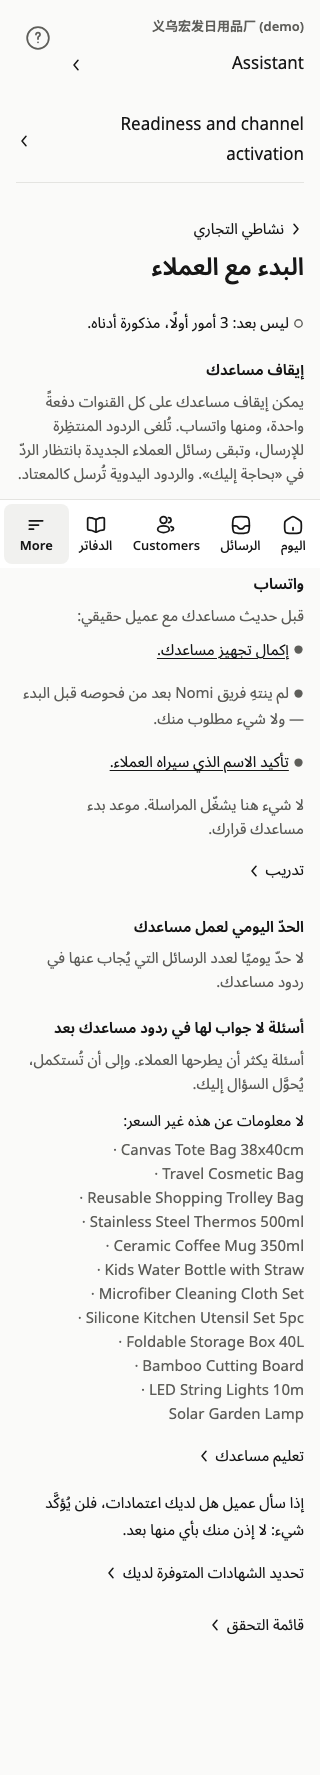 义乌宏发日用品厂 (demo)
Assistant
Readiness and channel
activation
نشاطي التجاري
البدء مع العملاء
ليس بعد: 3 أمور أولًا، مذكورة أدناه.
إيقاف مساعدك
يمكن إيقاف مساعدك على كل القنوات دفعةً
واحدة، ومنها واتساب. تُلغى الردود المنتظِرة
للإرسال، وتبقى رسائل العملاء الجديدة بانتظار الردّ
في «بحاجة إليك». والردود اليدوية تُرسل كالمعتاد.
اليوم
الرسائل
Customers
الدفاتر
More
واتساب
قبل حديث مساعدك مع عميل حقيقي:
● إكمال تجهيز مساعدك.
● لم ينتهِ فريق Nomi بعد من فحوصه قبل البدء
— ولا شيء مطلوب منك.
● تأكيد الاسم الذي سيراه العملاء.
لا شيء هنا يشغّل المراسلة. موعد بدء
مساعدك قرارك.
تدريب
الحدّ اليومي لعمل مساعدك
لا حدّ يوميًا لعدد الرسائل التي يُجاب عنها في
ردود مساعدك.
أسئلة لا جواب لها في ردود مساعدك بعد
أسئلة يكثر أن يطرحها العملاء. وإلى أن تُستكمل،
يُحوَّل السؤال إليك.
لا معلومات عن هذه غير السعر:
Canvas Tote Bag 38x40cm ·
Travel Cosmetic Bag ·
Reusable Shopping Trolley Bag ·
Stainless Steel Thermos 500ml ·
Ceramic Coffee Mug 350ml ·
Kids Water Bottle with Straw ·
Microfiber Cleaning Cloth Set ·
Silicone Kitchen Utensil Set 5pc ·
Foldable Storage Box 40L ·
Bamboo Cutting Board ·
LED String Lights 10m ·
Solar Garden Lamp
تعليم مساعدك
إذا سأل عميل هل لديك اعتمادات، فلن يُؤكَّد
شيء: لا إذن منك بأي منها بعد.
تحديد الشهادات المتوفرة لديك
قائمة التحقق